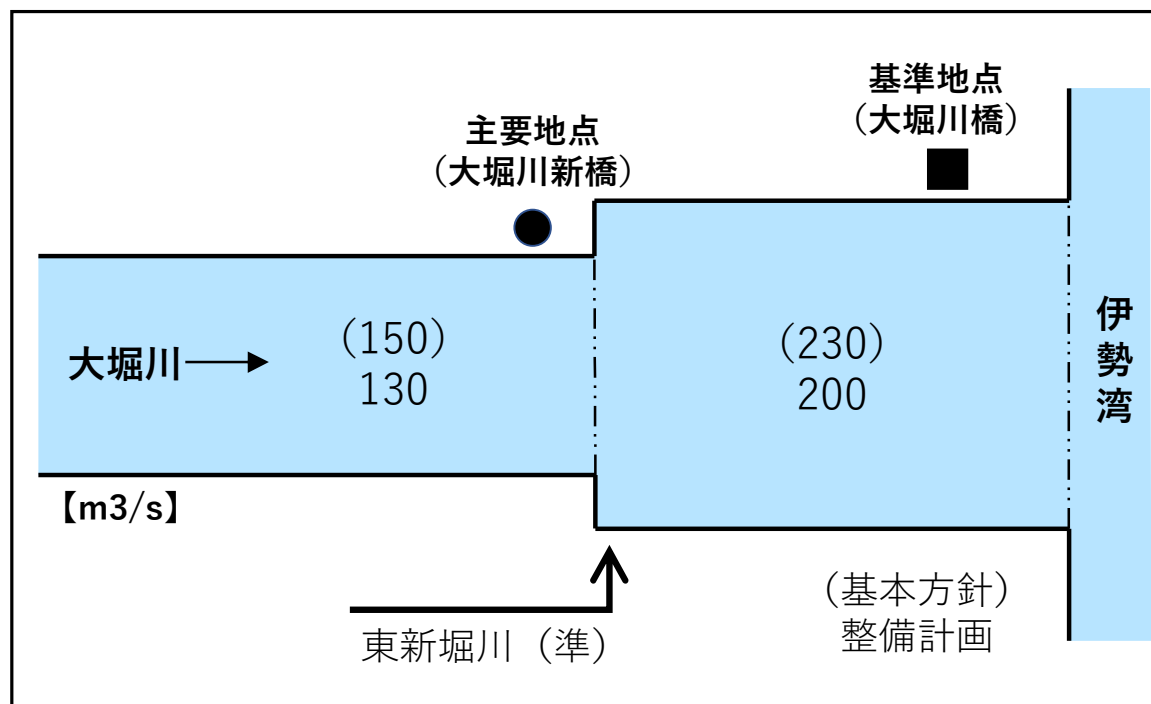 基準地点
（大堀川橋）
主要地点
（大堀川新橋）
大堀川
（150）
130
（230）
200
伊勢湾
【m3/s】
東新堀川（準）
（基本方針）
整備計画